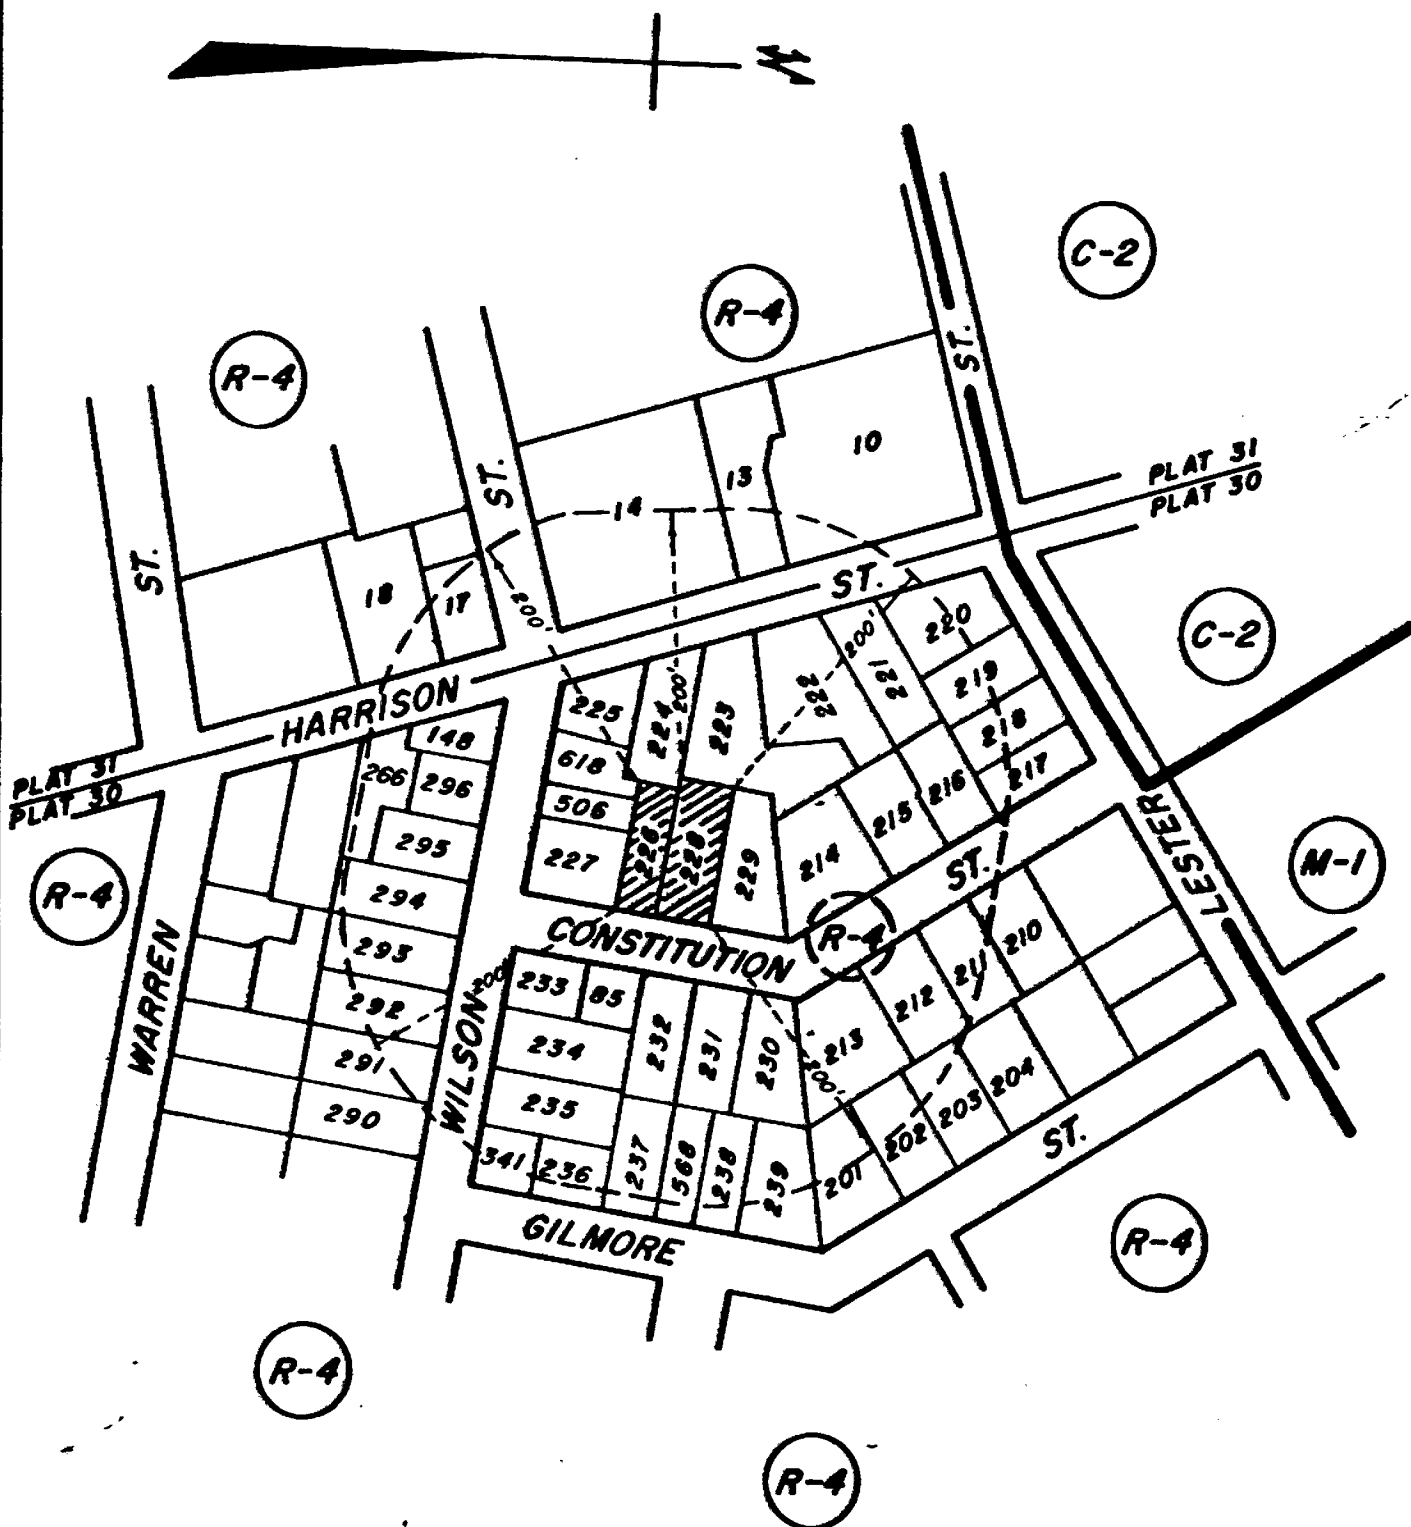 N
C-2
R-4
R-4
ST.
10
PLAT 31
PLAT 30
13
14
ST.
ST.
18
17
200'
ST.
C-2
220
200'
221
219
222
225
224
200'
223
218
HARRISON
148
217
618
PLAT 31
PLAT 30
266
296
216
506
215
LESTER
295
226
228
227
229
214
M-1
R-4
294
ST.
CONSTITUTION
R-4
293
210
211
200'
233
85
292
212
WARREN
WILSON
232
231
230
213
234
291
200'
204
235
203
290
202
ST.
341
236
237
568
238
239
201
GILMORE
R-4
R-4
R-4